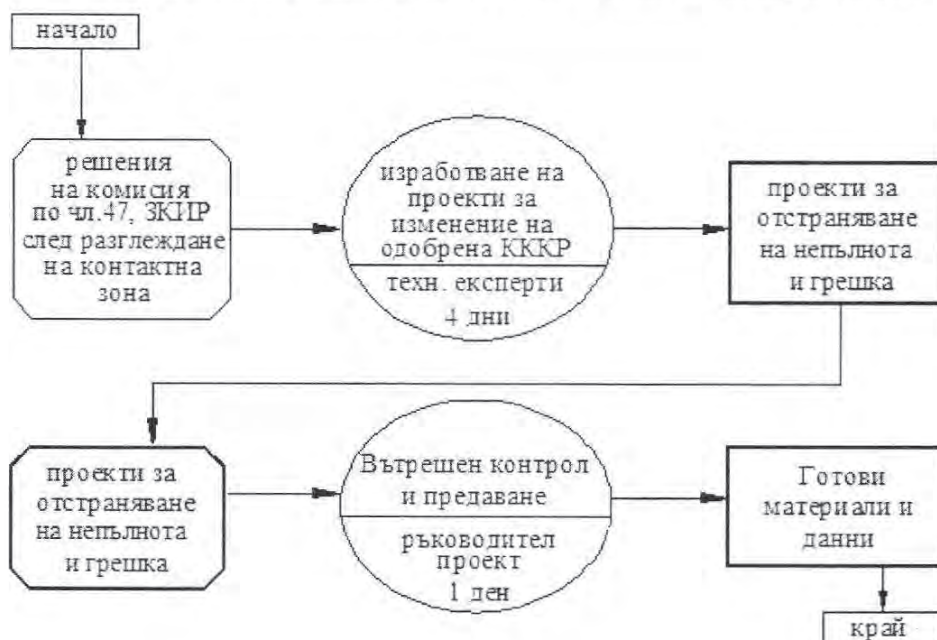 начало
решения
на комисия
по чл.47, ЗКИР
след разглеждане
на контактна
зона
изработване на
проекти за
изменение на
одобрена КККР
техн. експерти
4 дни
проекти за
отстраняване
на непълнота
и грешка
проекти за
отстраняване
на непълнота
и грешка
Вътрешен контрол
и предаване
ръководител
проект
1 ден
Готови
материали и
данни
край